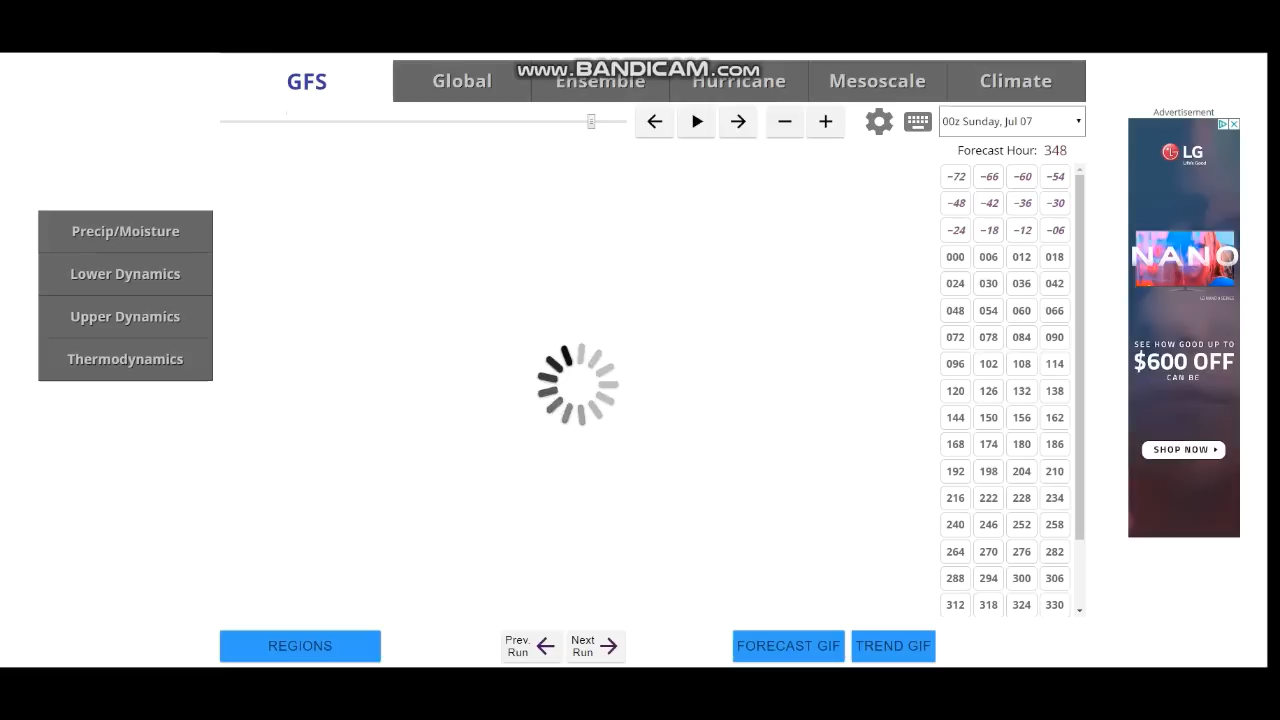 www.BANDICAM.com
GFS Global Ensemble Hurricane Mesoscale Climate
00z Sunday, Jul 07
Forecast Hour: 348
-72 -66 -60 -54
-48 -42 -36 -30
-24 -18 -12 -06
000 006 012 018
024 030 036 042
048 054 060 066
072 078 084 090
096 102 108 114
120 126 132 138
144 150 156 162
168 174 180 186
192 198 204 210
216 222 228 234
240 246 252 258
264 270 276 282
288 294 300 306
312 318 324 330
Precip/Moisture
Lower Dynamics
Upper Dynamics
Thermodynamics
REGIONS
Prev. Run
Next Run
FORECAST GIF
TREND GIF
Advertisement
LG
Life's Good
NANO
SEE HOW GOOD UP TO
$600 OFF
CAN BE
SHOP NOW